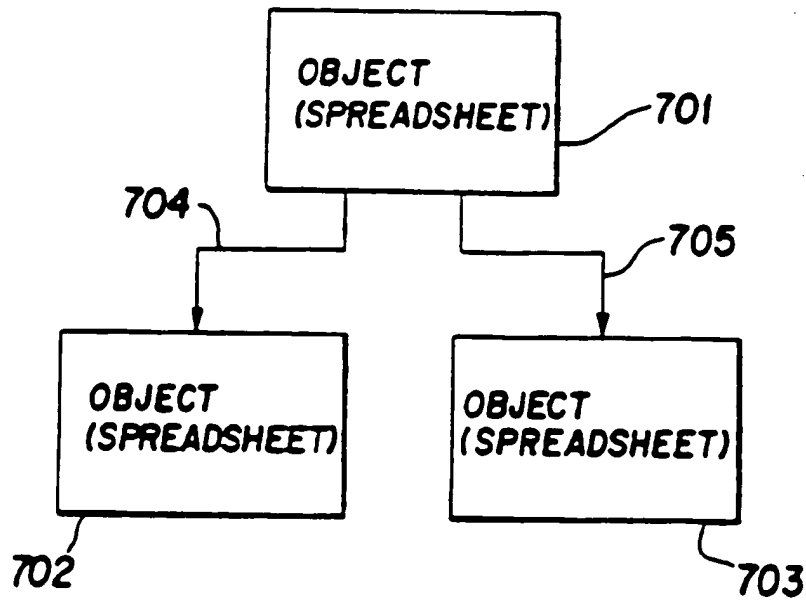 OBJECT
(SPREADSHEET)
701
704
705
OBJECT
(SPREADSHEET)
OBJECT
(SPREADSHEET)
702
703